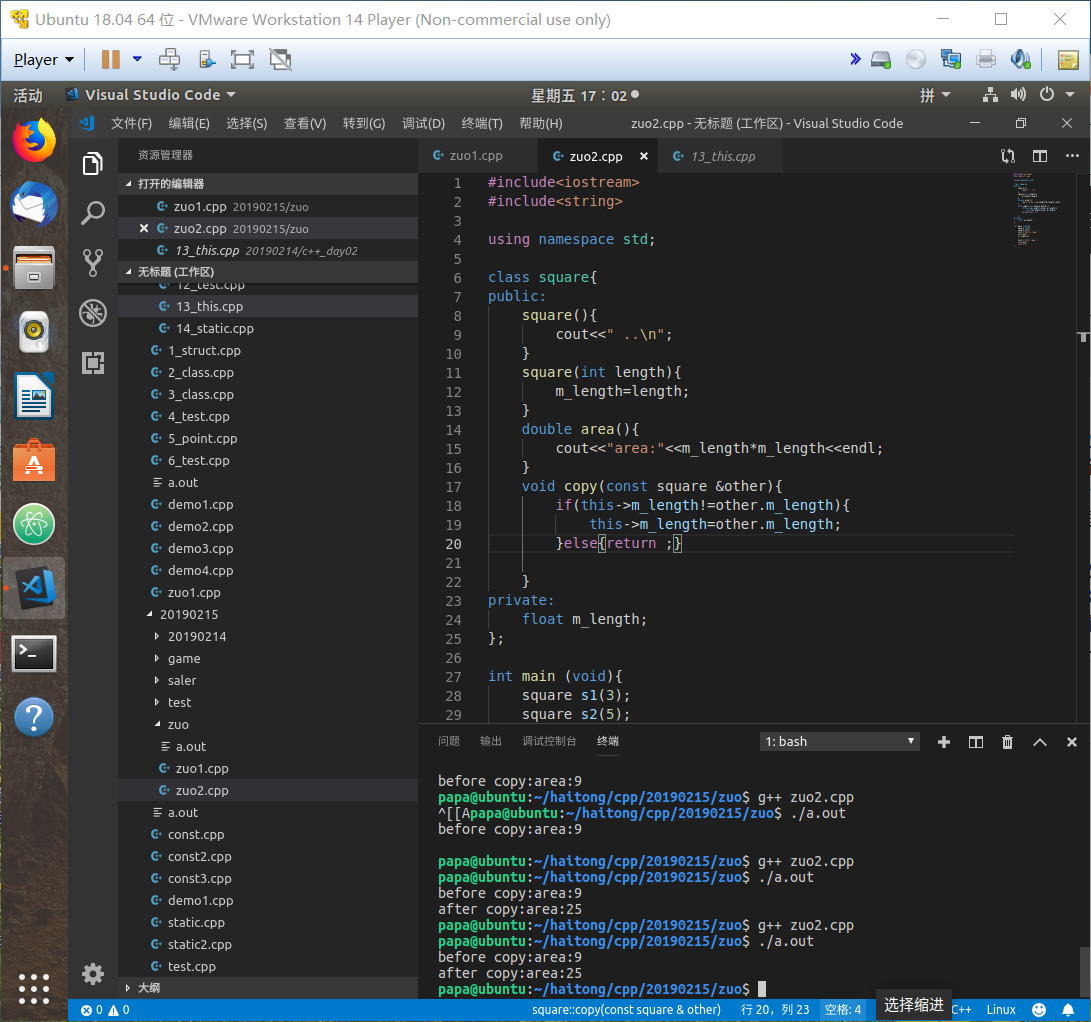 Ubuntu 18.04 64 位 - VMware Workstation 14 Player (Non-commercial use only)
Player
活动
Visual Studio Code
星期五 17：02
拼
文件(F) 编辑(E) 选择(S) 查看(V) 转到(G) 调试(D) 终端(T) 帮助(H)
zuo2.cpp - 无标题 (工作区) - Visual Studio Code
资源管理器
打开的编辑器
zuo1.cpp 20190215/zuo
zuo2.cpp 20190215/zuo
13_this.cpp 20190214/c++_day02
无标题 (工作区)
12_test.cpp
13_this.cpp
14_static.cpp
1_struct.cpp
2_class.cpp
3_class.cpp
4_test.cpp
5_point.cpp
6_test.cpp
a.out
demo1.cpp
demo2.cpp
demo3.cpp
demo4.cpp
zuo1.cpp
20190215
20190214
game
saler
test
zuo
a.out
zuo1.cpp
zuo2.cpp
a.out
const.cpp
const2.cpp
const3.cpp
demo1.cpp
static.cpp
static2.cpp
test.cpp
大纲
zuo1.cpp zuo2.cpp 13_this.cpp
1 #include<iostream>
2 #include<string>
3
4 using namespace std;
5
6 class square{
7 public:
8 square(){
9 cout<<" ..\n";
10 }
11 square(int length){
12 m_length=length;
13 }
14 double area(){
15 cout<<"area:"<<m_length*m_length<<endl;
16 }
17 void copy(const square &other){
18 if(this->m_length!=other.m_length){
19 this->m_length=other.m_length;
20 }else{return ;}
21
22 }
23 private:
24 float m_length;
25 };
26
27 int main (void){
28 square s1(3);
29 square s2(5);
问题 输出 调试控制台 终端
1: bash
before copy:area:9
papa@ubuntu:~/haitong/cpp/20190215/zuo$ g++ zuo2.cpp
^[[Apapa@ubuntu:~/haitong/cpp/20190215/zuo$ ./a.out
before copy:area:9
papa@ubuntu:~/haitong/cpp/20190215/zuo$ g++ zuo2.cpp
papa@ubuntu:~/haitong/cpp/20190215/zuo$ ./a.out
before copy:area:9
after copy:area:25
papa@ubuntu:~/haitong/cpp/20190215/zuo$ g++ zuo2.cpp
papa@ubuntu:~/haitong/cpp/20190215/zuo$ ./a.out
before copy:area:9
after copy:area:25
papa@ubuntu:~/haitong/cpp/20190215/zuo$
0 0
square::copy(const square & other) 行 20，列 23 空格: 4 选择缩进 C++ Linux